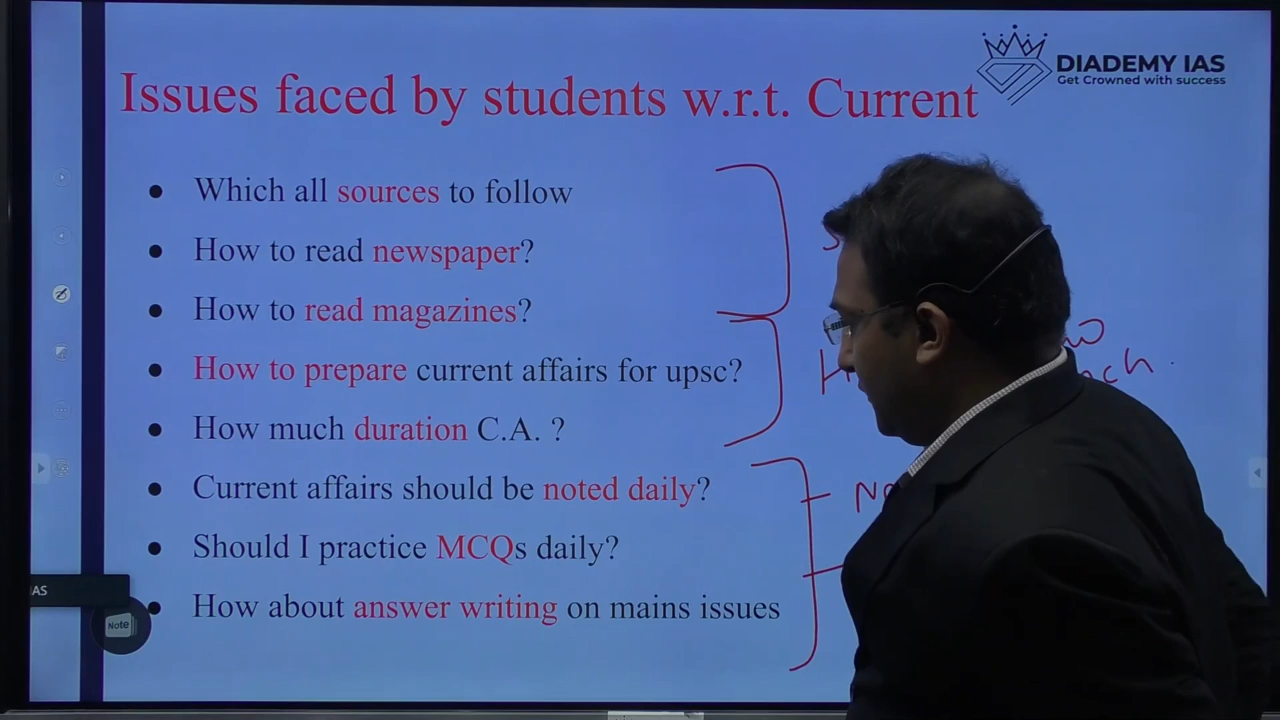 DIADEMY IAS
Get Crowned with success
Issues faced by students w.r.t. Current
● Which all sources to follow
● How to read newspaper?
● How to read magazines?
● How to prepare current affairs for upsc?
● How much duration C.A. ?
● Current affairs should be noted daily?
● Should I practice MCQs daily?
● How about answer writing on mains issues
IAS
Note